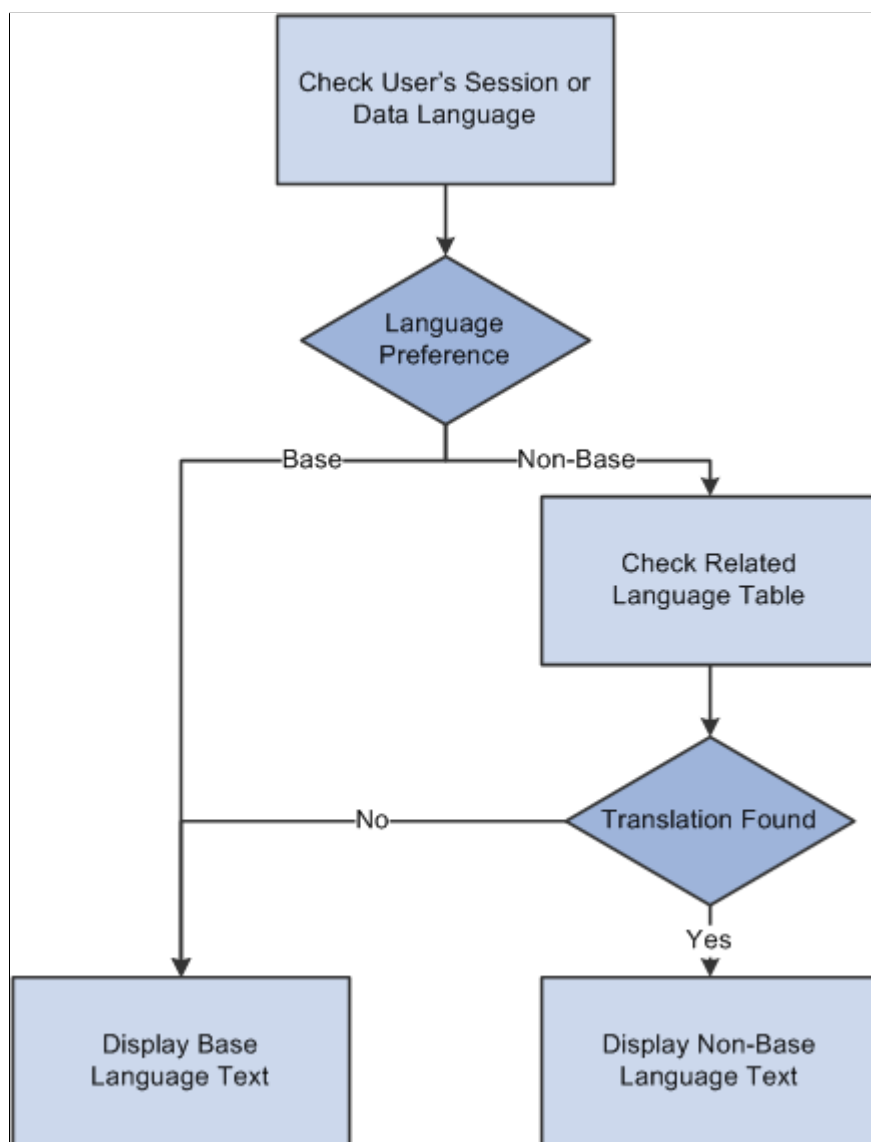 Check User's Session or
Data Language
Language
Preference
Base
Non-Base
Check Related
Language Table
No
Translation Found
Yes
Display Base
Language Text
Display Non-Base
Language Text